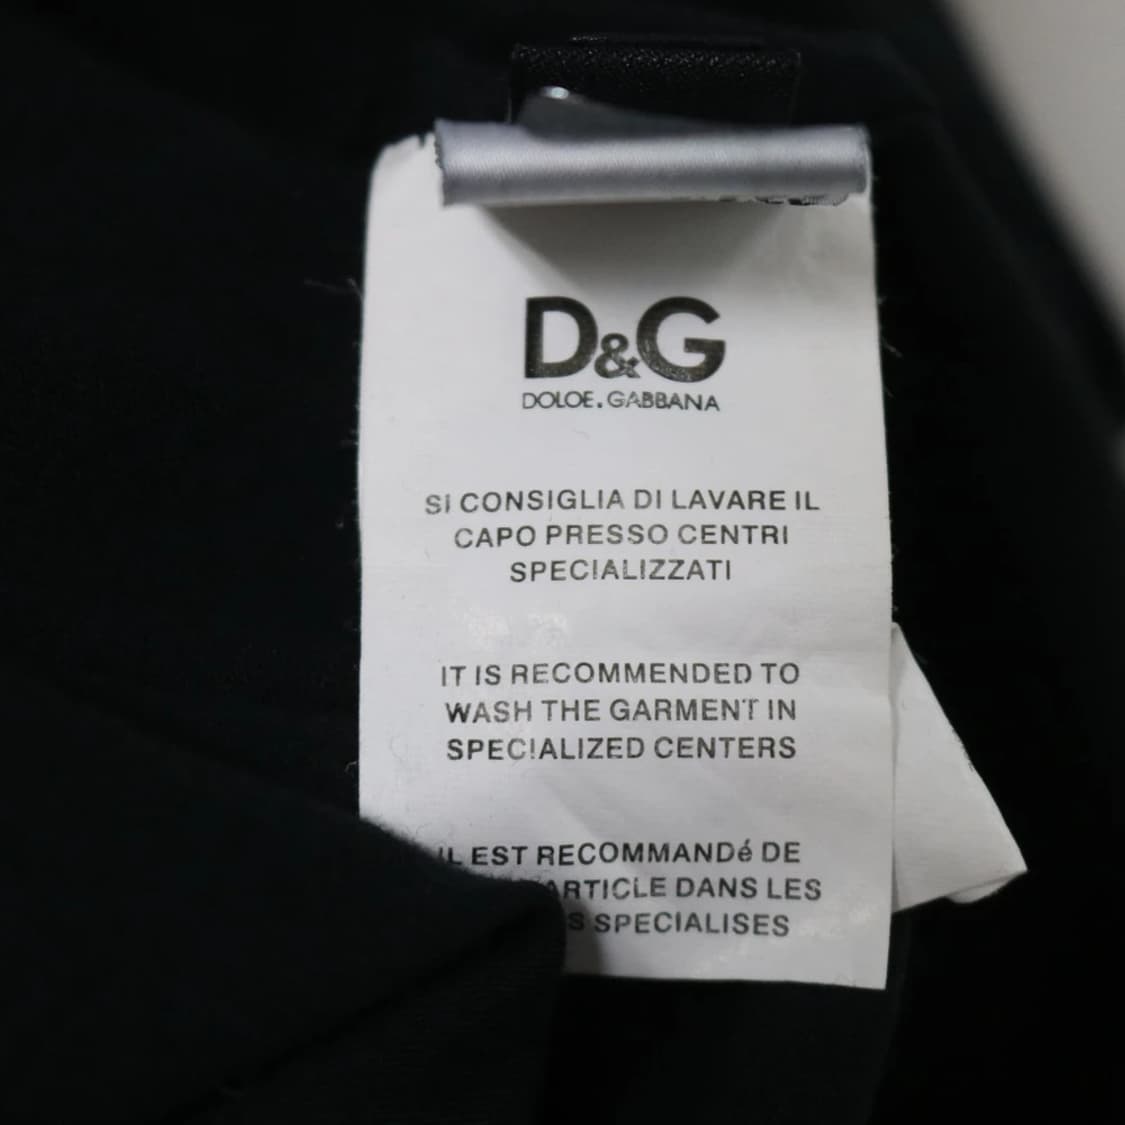 D&G
DOLOE.GABBANA
SI CONSIGLIA DI LAVARE IL
CAPO PRESSO CENTRI
SPECIALIZZATI
IT IS RECOMMENDED TO
WASH THE GARMENT IN
SPECIALIZED CENTERS
IL EST RECOMMANDé DE
ARTICLE DANS LES
SPECIALISES